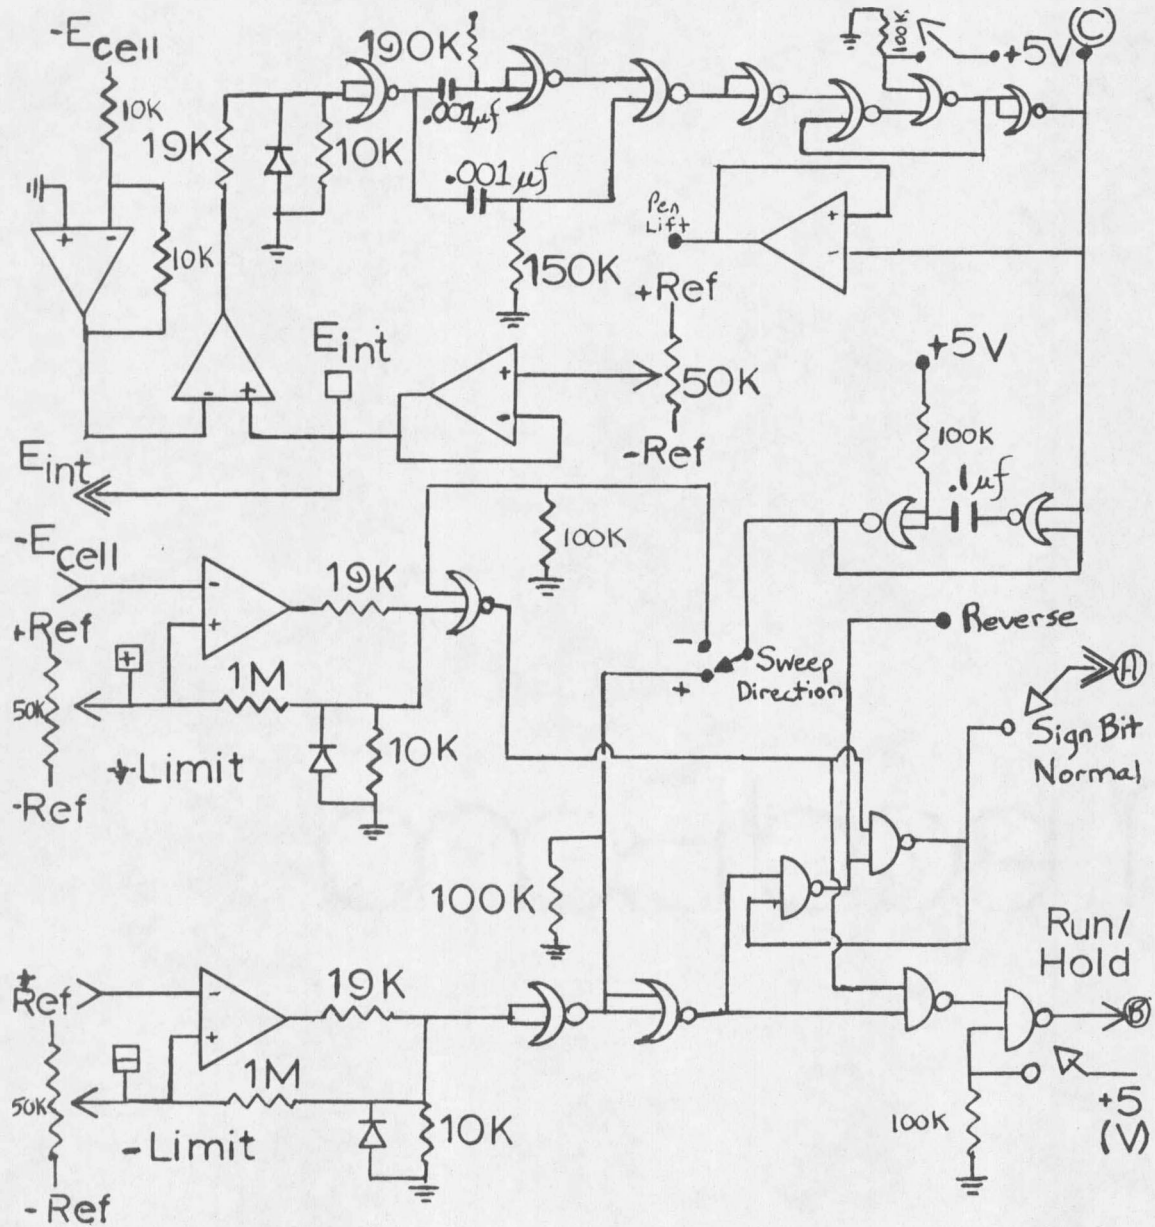 -Ecell
190K
100K
+5V
C
10K
19K
10K
.001µf
.001µf
Pen
Lift
+
-
+
-
10K
150K
+Ref
Eint
+5V
-
+
+
-
50K
100K
-Ref
Eint
.1µf
-Ecell
19K
100K
-
+
+Ref
Reverse
+
1M
-
+
Sweep
Direction
A
50K
10K
Sign Bit
Normal
+Limit
-Ref
100K
Run/
Hold
+
Ref
19K
-
+
B
-
1M
50K
10K
100K
+5
(V)
-Limit
-Ref